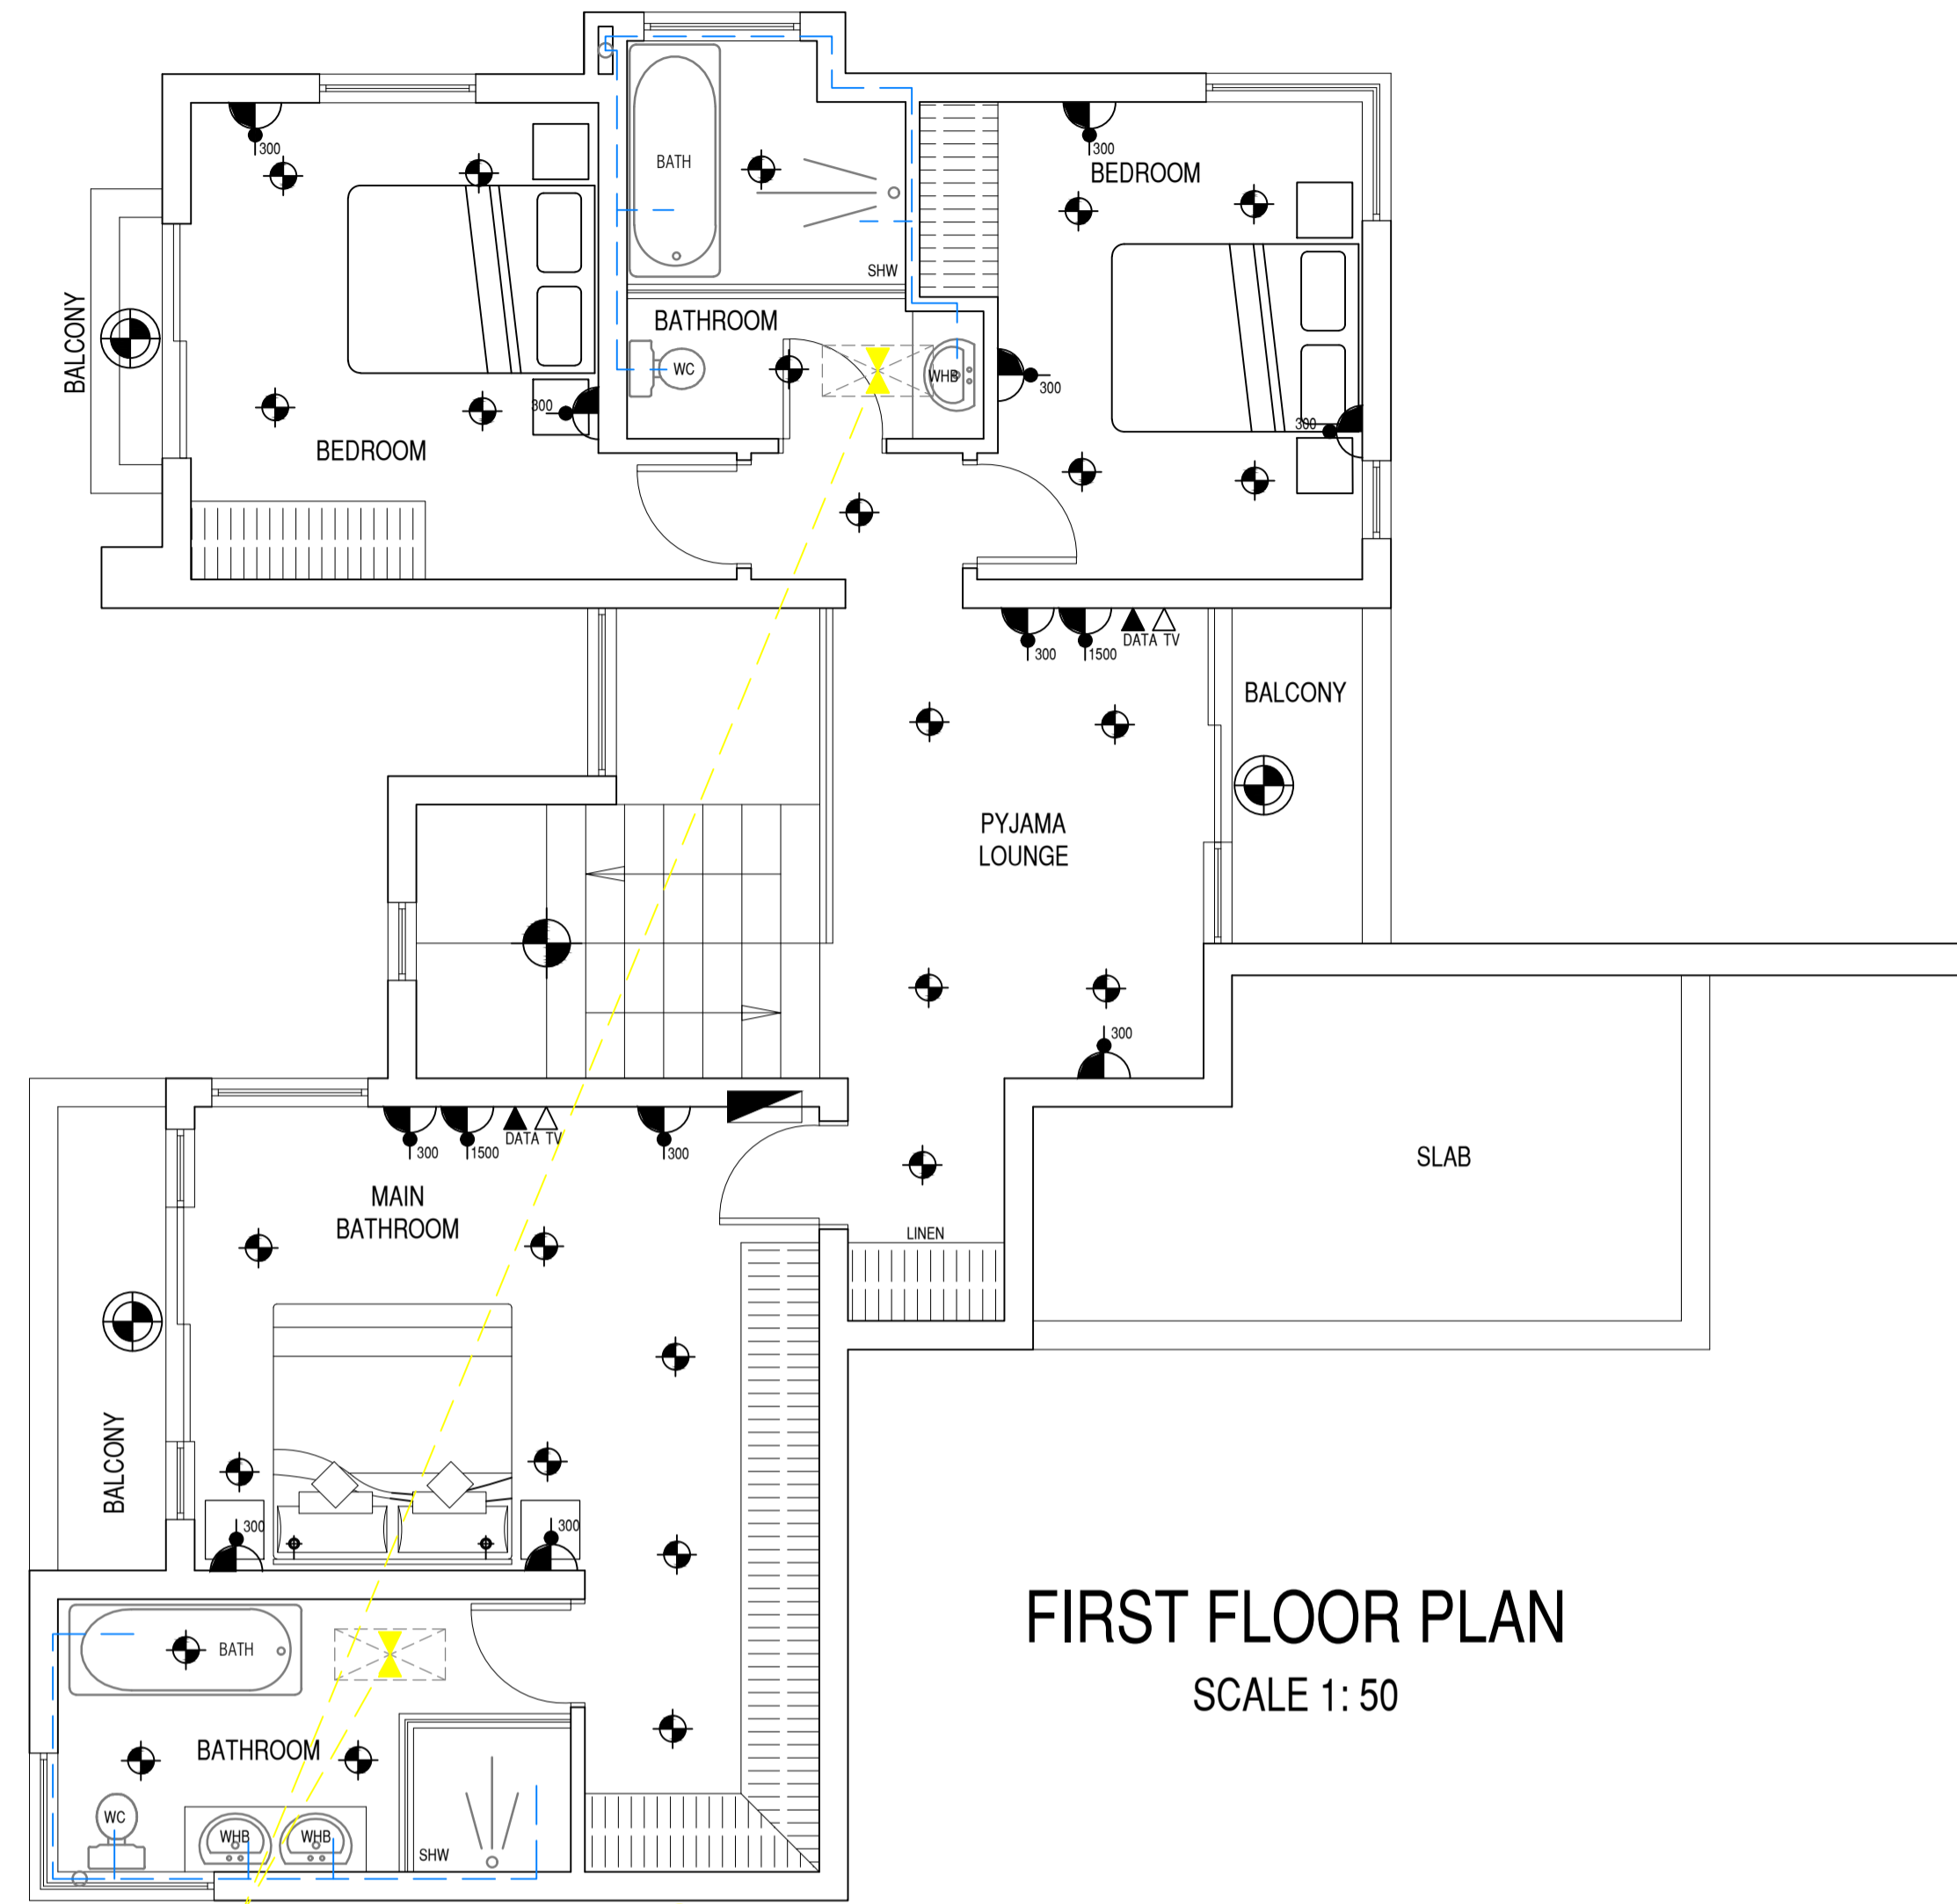 BATH
300
300
BEDROOM
SHW
BALCONY
BATHROOM
WC
WHB
300
300
300
BEDROOM
300 1500 DATA TV
BALCONY
PYJAMA
LOUNGE
300
300 1500 DATA TV 300
SLAB
MAIN
BATHROOM
LINEN
BALCONY
300
300
FIRST FLOOR PLAN
BATH
SCALE 1: 50
BATHROOM
WC
WHB
WHB
SHW